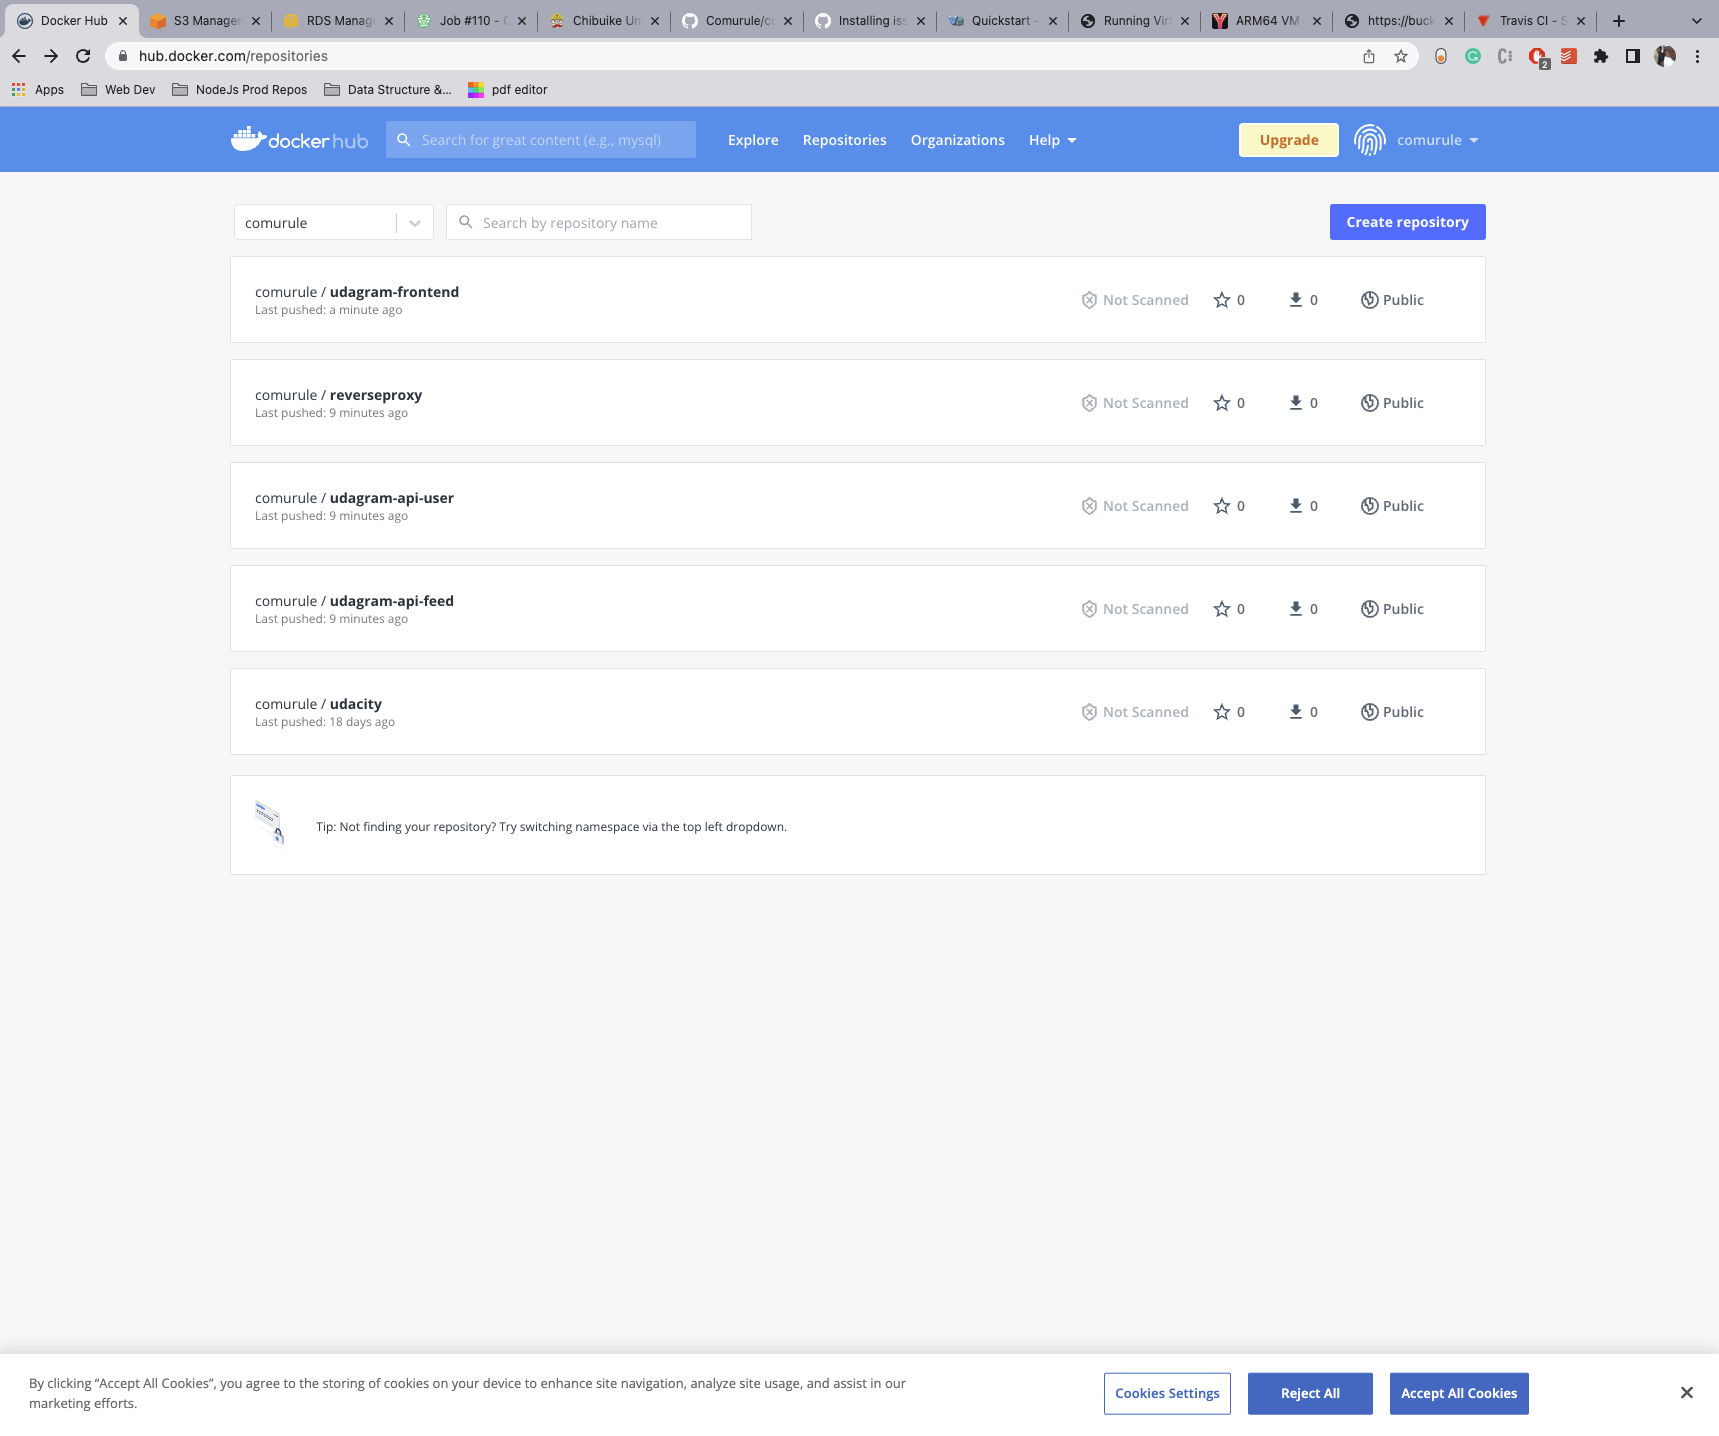 Docker Hub
S3 Manager
RDS Manage
Job #110 -
Chibuike Um
Comurule/c
Installing iss
Quickstart -
Running Virt
ARM64 VM
https://buck
Travis CI - S
hub.docker.com/repositories
2
Apps
Web Dev
NodeJs Prod Repos
Data Structure &...
pdf editor
docker hub
Search for great content (e.g., mysql)
Explore
Repositories
Organizations
Help
Upgrade
comurule
comurule
Search by repository name
Create repository
comurule / udagram-frontend
Last pushed: a minute ago
Not Scanned
0
0
Public
comurule / reverseproxy
Last pushed: 9 minutes ago
Not Scanned
0
0
Public
comurule / udagram-api-user
Last pushed: 9 minutes ago
Not Scanned
0
0
Public
comurule / udagram-api-feed
Last pushed: 9 minutes ago
Not Scanned
0
0
Public
comurule / udacity
Last pushed: 18 days ago
Not Scanned
0
0
Public
Tip: Not finding your repository? Try switching namespace via the top left dropdown.
By clicking “Accept All Cookies”, you agree to the storing of cookies on your device to enhance site navigation, analyze site usage, and assist in our
marketing efforts.
Cookies Settings
Reject All
Accept All Cookies